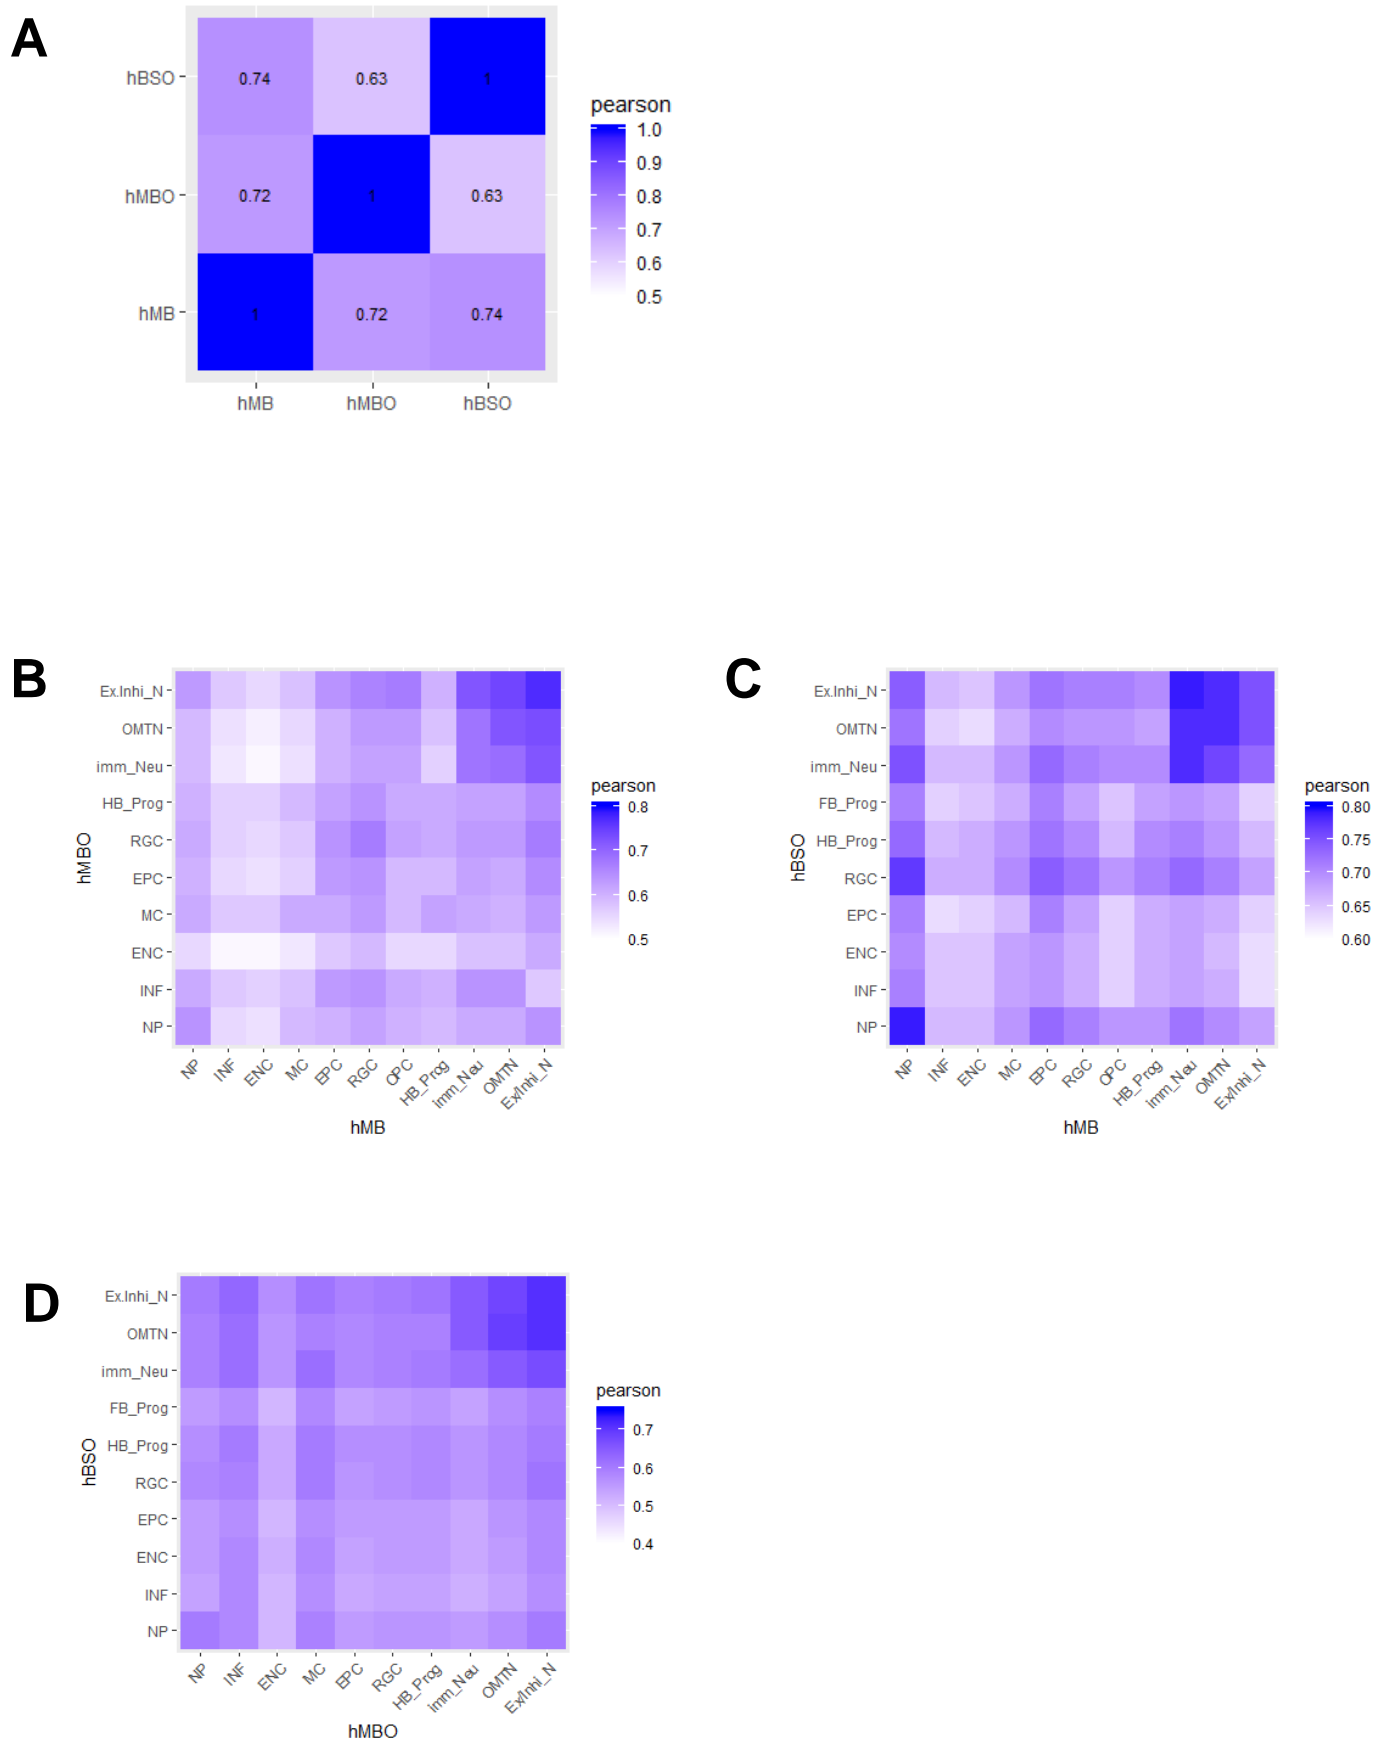 A
hBSO
0.74
0.63
1
hMBO
0.72
1
0.63
hMB
1
0.72
0.74
hMB
hMBO
hBSO
pearson
1.0
0.9
0.8
0.7
0.6
0.5
B
hMBO
Ex.Inhi_N
OMTN
imm_Neu
HB_Prog
RGC
EPC
MC
ENC
INF
NP
NP
INF
ENC
MC
EPC
RGC
OPC
HB_Prog
imm_Neu
OMTN
Ex/Inhi_N
hMB
pearson
0.8
0.7
0.6
0.5
C
hBSO
Ex.Inhi_N
OMTN
imm_Neu
FB_Prog
HB_Prog
RGC
EPC
ENC
INF
NP
NP
INF
ENC
MC
EPC
RGC
OPC
HB_Prog
imm_Neu
OMTN
Ex/Inhi_N
hMB
pearson
0.80
0.75
0.70
0.65
0.60
D
hBSO
Ex.Inhi_N
OMTN
imm_Neu
FB_Prog
HB_Prog
RGC
EPC
ENC
INF
NP
NP
INF
ENC
MC
EPC
RGC
HB_Prog
imm_Neu
OMTN
Ex/Inhi_N
hMBO
pearson
0.7
0.6
0.5
0.4